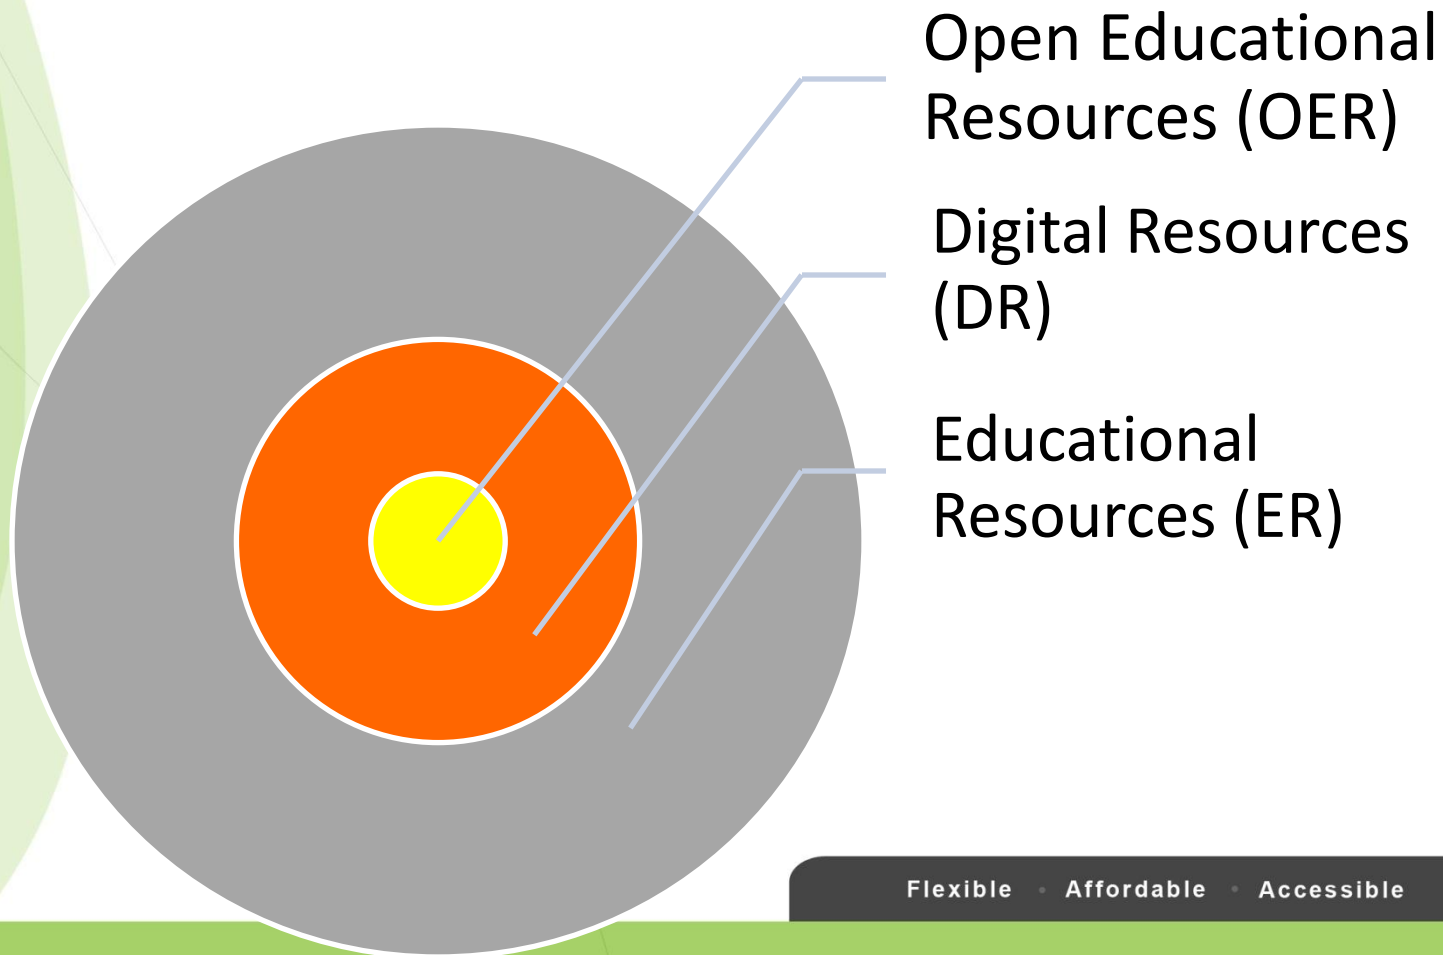 Open Educational
Resources (OER)
Digital Resources
(DR)
Educational
Resources (ER)
Flexible • Affordable • Accessible